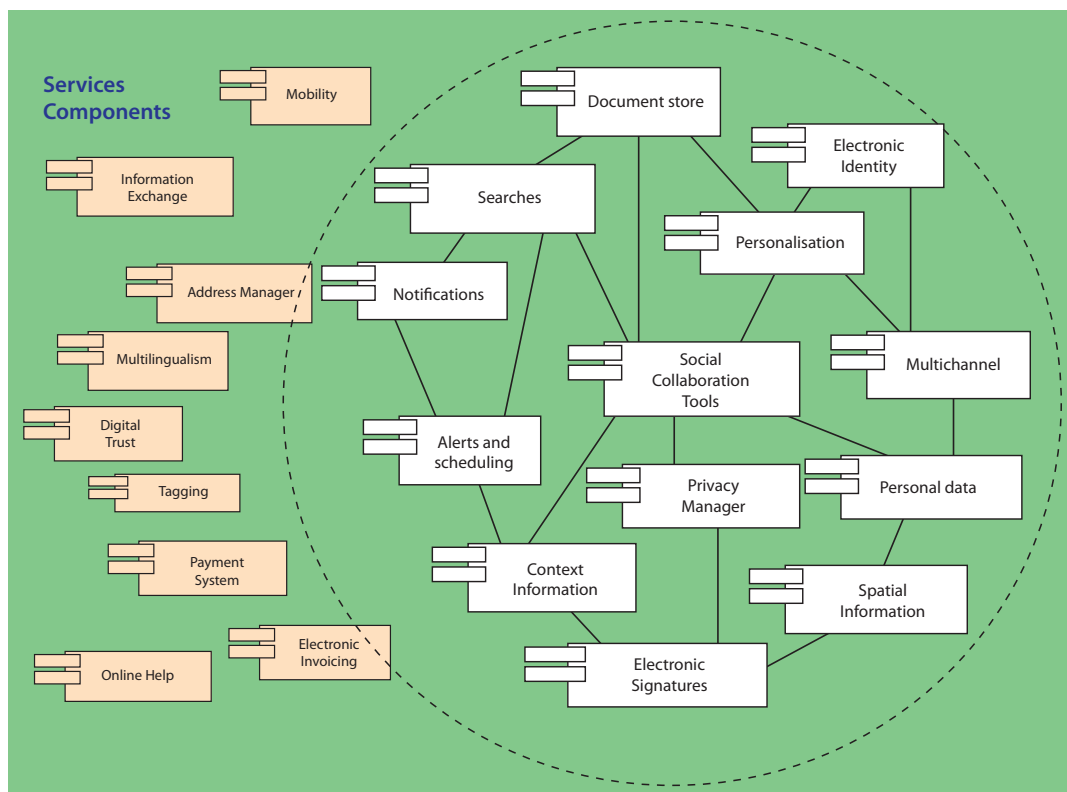 Services
Components
Mobility
Information
Exchange
Address Manager
Multilingualism
Digital
Trust
Tagging
Payment
System
Electronic
Invoicing
Online Help
Document store
Electronic
Identity
Searches
Personalisation
Notifications
Social
Collaboration
Tools
Multichannel
Alerts and
scheduling
Privacy
Manager
Personal data
Context
Information
Spatial
Information
Electronic
Signatures